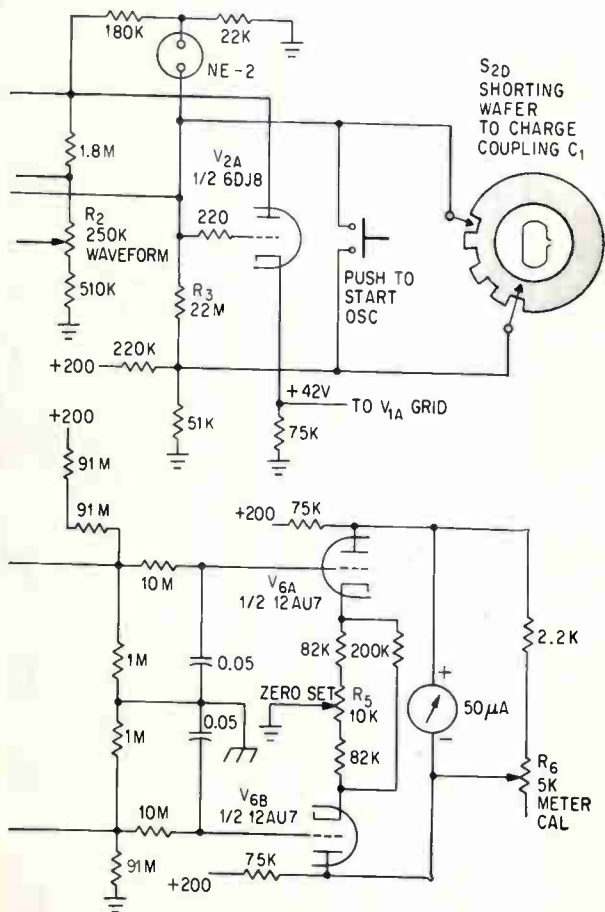 180K
22K
NE-2
S2D
SHORTING
WAFER
TO CHARGE
COUPLING C1
1.8M
V2A
1/2 6DJ8
R2
250K
WAVEFORM
220
PUSH TO
START
OSC
510K
R3
22M
+200
220K
+42V
TO V1A GRID
51K
75K
+200
91M
91M
+200
75K
10M
V6A
1/2 12AU7
82K
200K
2.2K
1M
0.05
ZERO SET
R5
10K
+
50μA
-
1M
0.05
82K
R6
5K
METER
CAL
10M
V6B
1/2 12AU7
91M
75K
+200